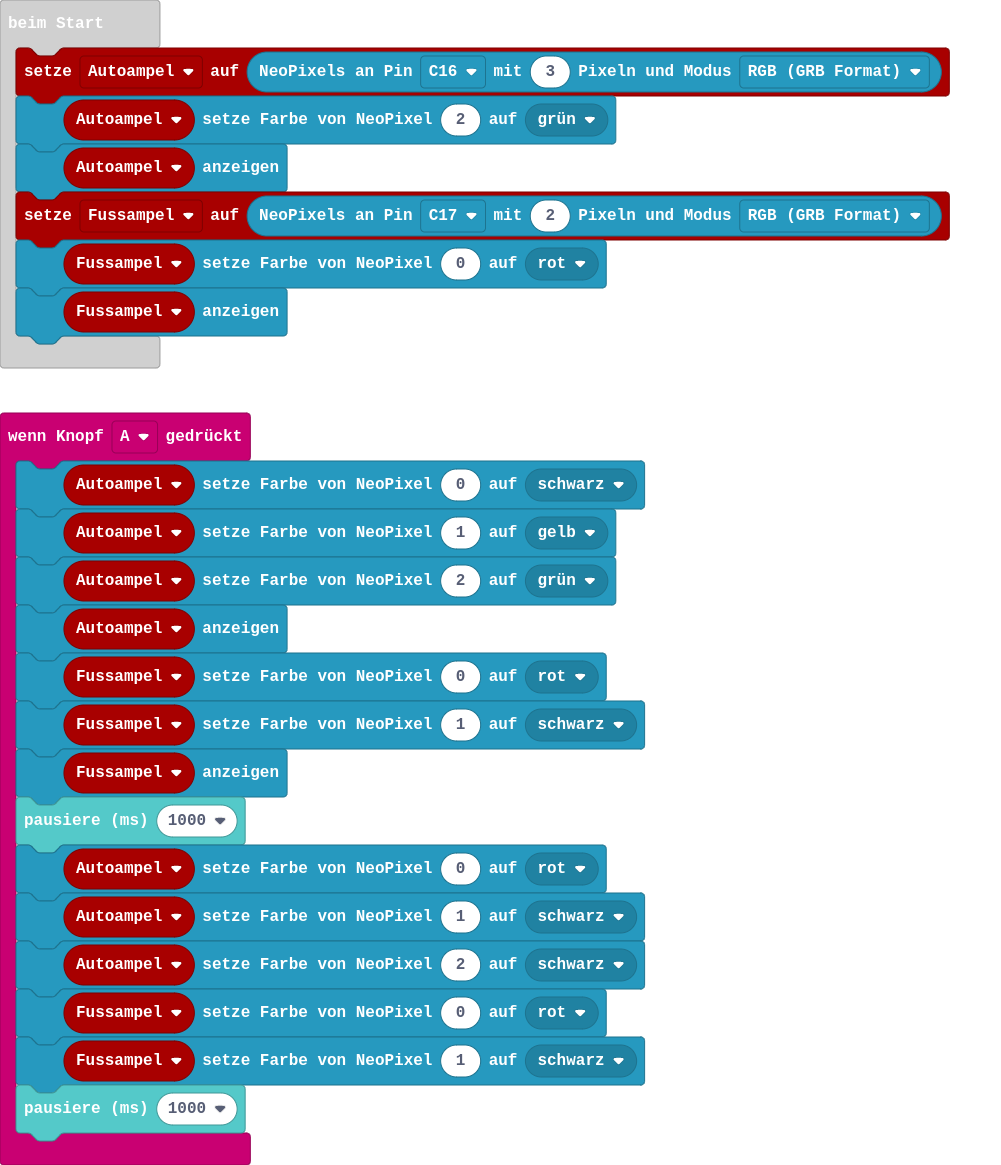 beim Start
setze Autoampel auf NeoPixels an Pin C16 mit 3 Pixeln und Modus RGB (GRB Format)
Autoampel setze Farbe von NeoPixel 2 auf grün
Autoampel anzeigen
setze Fussampel auf NeoPixels an Pin C17 mit 2 Pixeln und Modus RGB (GRB Format)
Fussampel setze Farbe von NeoPixel 0 auf rot
Fussampel anzeigen
wenn Knopf A gedrückt
Autoampel setze Farbe von NeoPixel 0 auf schwarz
Autoampel setze Farbe von NeoPixel 1 auf gelb
Autoampel setze Farbe von NeoPixel 2 auf grün
Autoampel anzeigen
Fussampel setze Farbe von NeoPixel 0 auf rot
Fussampel setze Farbe von NeoPixel 1 auf schwarz
Fussampel anzeigen
pausiere (ms) 1000
Autoampel setze Farbe von NeoPixel 0 auf rot
Autoampel setze Farbe von NeoPixel 1 auf schwarz
Autoampel setze Farbe von NeoPixel 2 auf schwarz
Fussampel setze Farbe von NeoPixel 0 auf rot
Fussampel setze Farbe von NeoPixel 1 auf schwarz
pausiere (ms) 1000